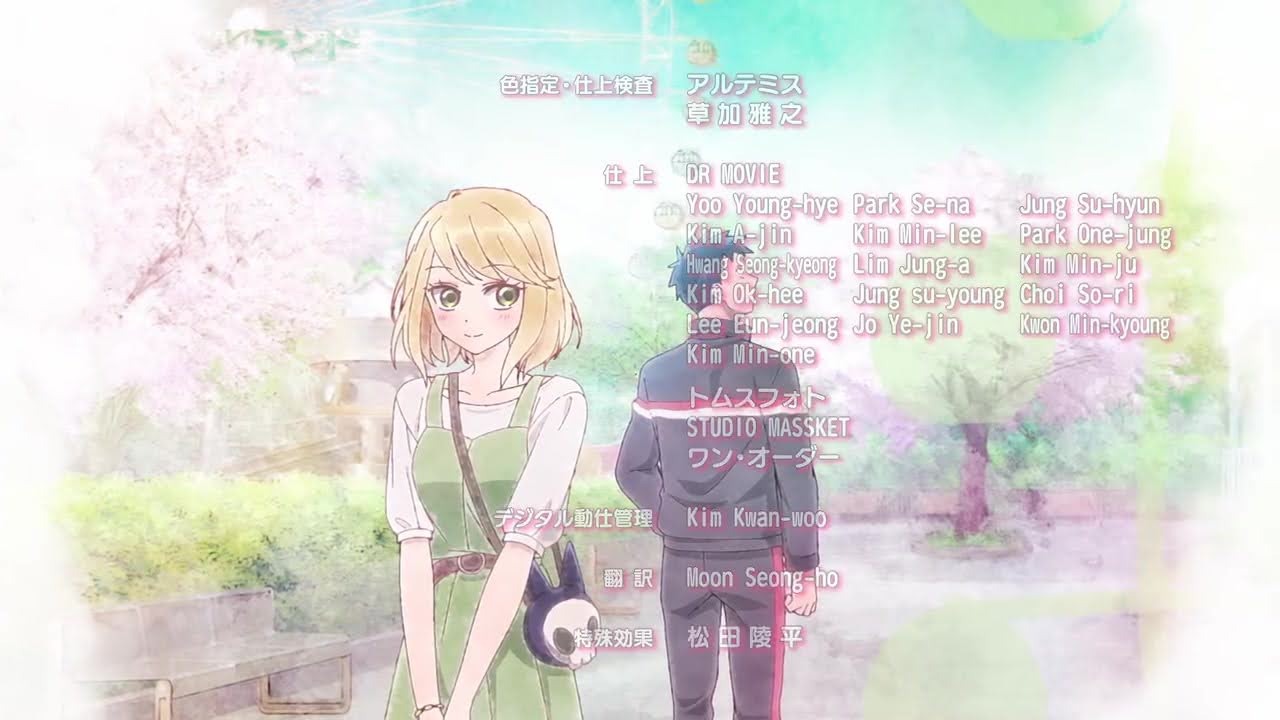 色指定・仕上検査 アルテミス
草加雅之
仕上 DR MOVIE
Yoo Young-hye Park Se-na Jung Su-hyun
Kim A-jin Kim Min-lee Park One-jung
Hwang Seong-kyeong Lim Jung-a Kim Min-ju
Kim Ok-hee Jung su-young Choi So-ri
Lee Eun-jeong Jo Ye-jin Kwon Min-kyoung
Kim Min-one
トムスフォト
STUDIO MASSKET
ワン・オーダー
デジタル動仕管理 Kim Kwan-woo
翻訳 Moon Seong-ho
特殊効果 松田陵平